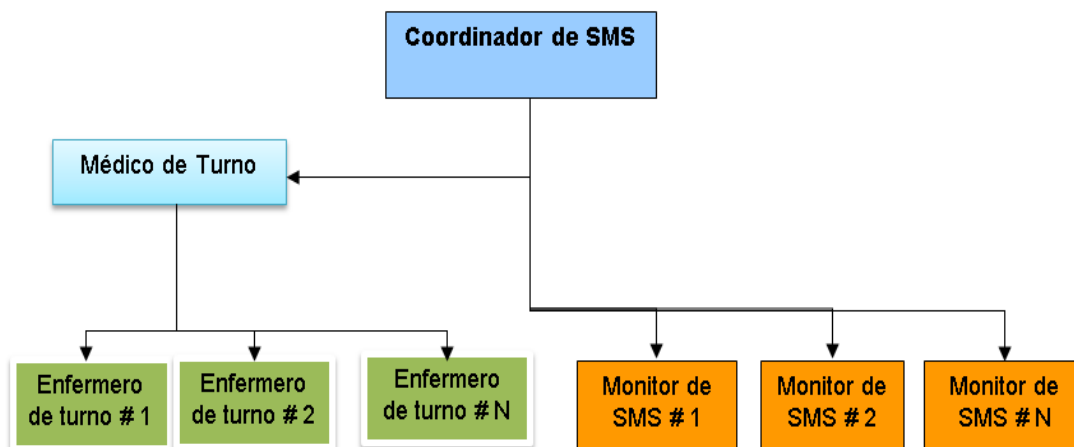 Coordinador de SMS
Médico de Turno
Enfermero
de turno # 1
Enfermero
de turno # 2
Enfermero
de turno # N
Monitor de
SMS # 1
Monitor de
SMS # 2
Monitor de
SMS # N